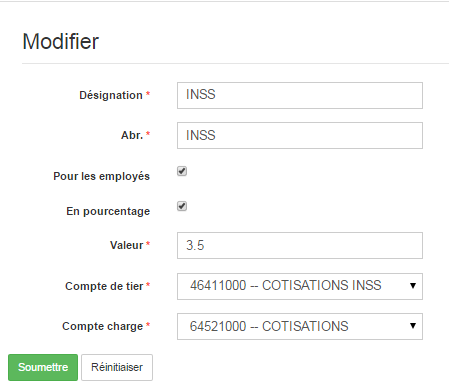 Modifier
Désignation * INSS
Abr. * INSS
Pour les employés
En pourcentage
Valeur * 3.5
Compte de tier * 46411000 -- COTISATIONS INSS
Compte charge * 64521000 -- COTISATIONS
Soumettre Réinitiaiser